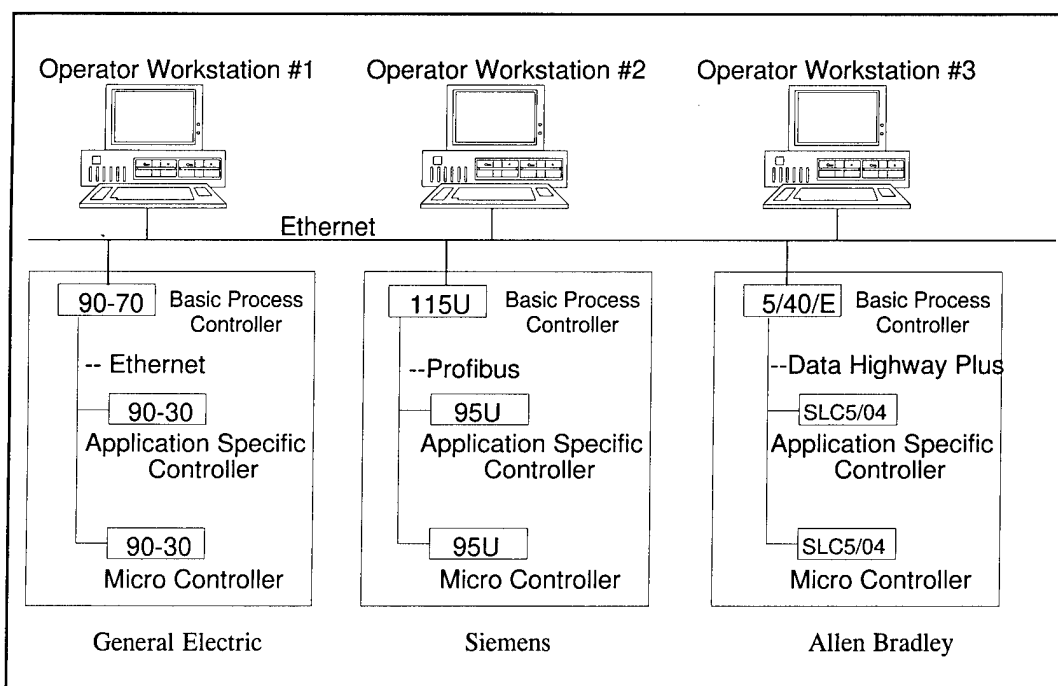 Operator Workstation #1
Operator Workstation #2
Operator Workstation #3
Ethernet
90-70
Basic Process
Controller
-- Ethernet
90-30
Application Specific
Controller
90-30
Micro Controller
General Electric
115U
Basic Process
Controller
--Profibus
95U
Application Specific
Controller
95U
Micro Controller
Siemens
5/40/E
Basic Process
Controller
--Data Highway Plus
SLC5/04
Application Specific
Controller
SLC5/04
Micro Controller
Allen Bradley